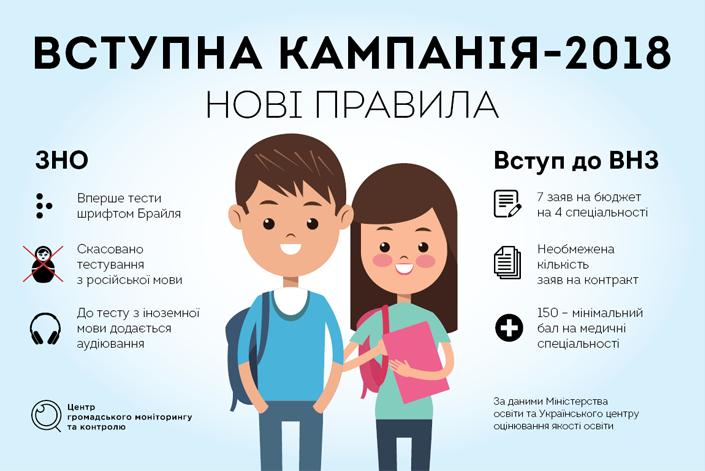 ВСТУПНА КАМПАНІЯ-2018
НОВІ ПРАВИЛА
ЗНО
Вперше тести
шрифтом Брайля
Скасовано
тестування
з російської мови
До тесту з іноземної
мови додається
аудіювання
Вступ до ВНЗ
7 заяв на бюджет
на 4 спеціальності
Необмежена
кількість
заяв на контракт
150 – мінімальний
бал на медичні
спеціальності
Центр
громадського моніторингу
та контролю
За даними Міністерства
освіти та Українського центру
оцінювання якості освіти